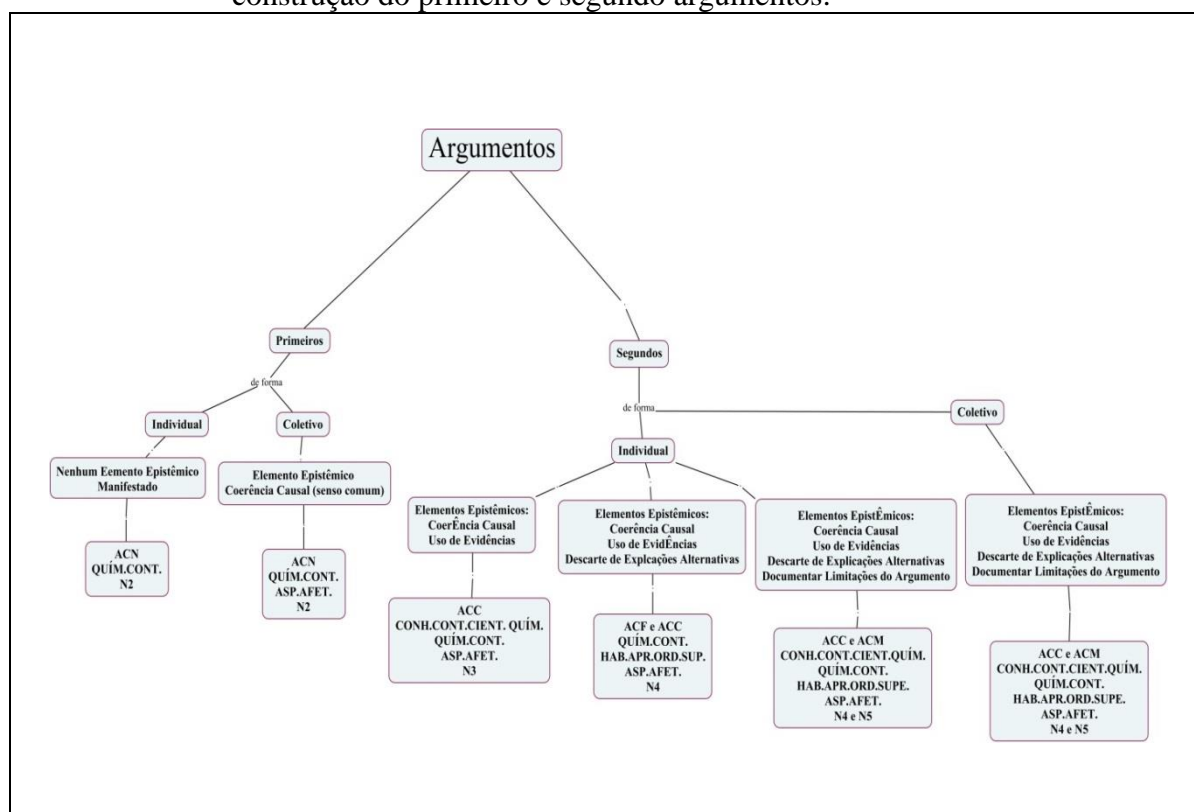 construção do primeiro e segundo argumentos.
Argumentos
Primeiros
de forma
Individual
Coletivo
Nenhum Eemento Epistêmico
Manifestado
Elemento Epistêmico
Coerência Causal (senso comum)
ACN
QUÍM.CONT.
N2
ACN
QUÍM.CONT.
ASP.AFET.
N2
Segundos
de forma
Individual
Coletivo
Elementos Epistêmicos:
CoerÊncia Causal
Uso de Evidências
Elementos Epistêmicos:
Coerência Causal
Uso de EvidÊncias
Descarte de Explcações Alternativas
Elementos EpistÊmicos:
Coerência Causal
Uso de Evidências
Descarte de Explicações Alternativas
Documentar Limitações do Argumento
Elementos EpistÊmicos:
Coerência Causal
Uso de Evidências
Descarte de Explicações Alternativas
Documentar Limitações do Argumento
ACC
CONH.CONT.CIENT. QUÍM.
QUÍM.CONT.
ASP.AFET.
N3
ACF e ACC
QUÍM.CONT.
HAB.APR.ORD.SUP.
ASP.AFET.
N4
ACC e ACM
CONH.CONT.CIENT.QUÍM.
QUÍM.CONT.
HAB.APR.ORD.SUPE.
ASP.AFET.
N4 e N5
ACC e ACM
CONH.CONT.CIENT.QUÍM.
QUÍM.CONT.
HAB.APR.ORD.SUPE.
ASP.AFET.
N4 e N5